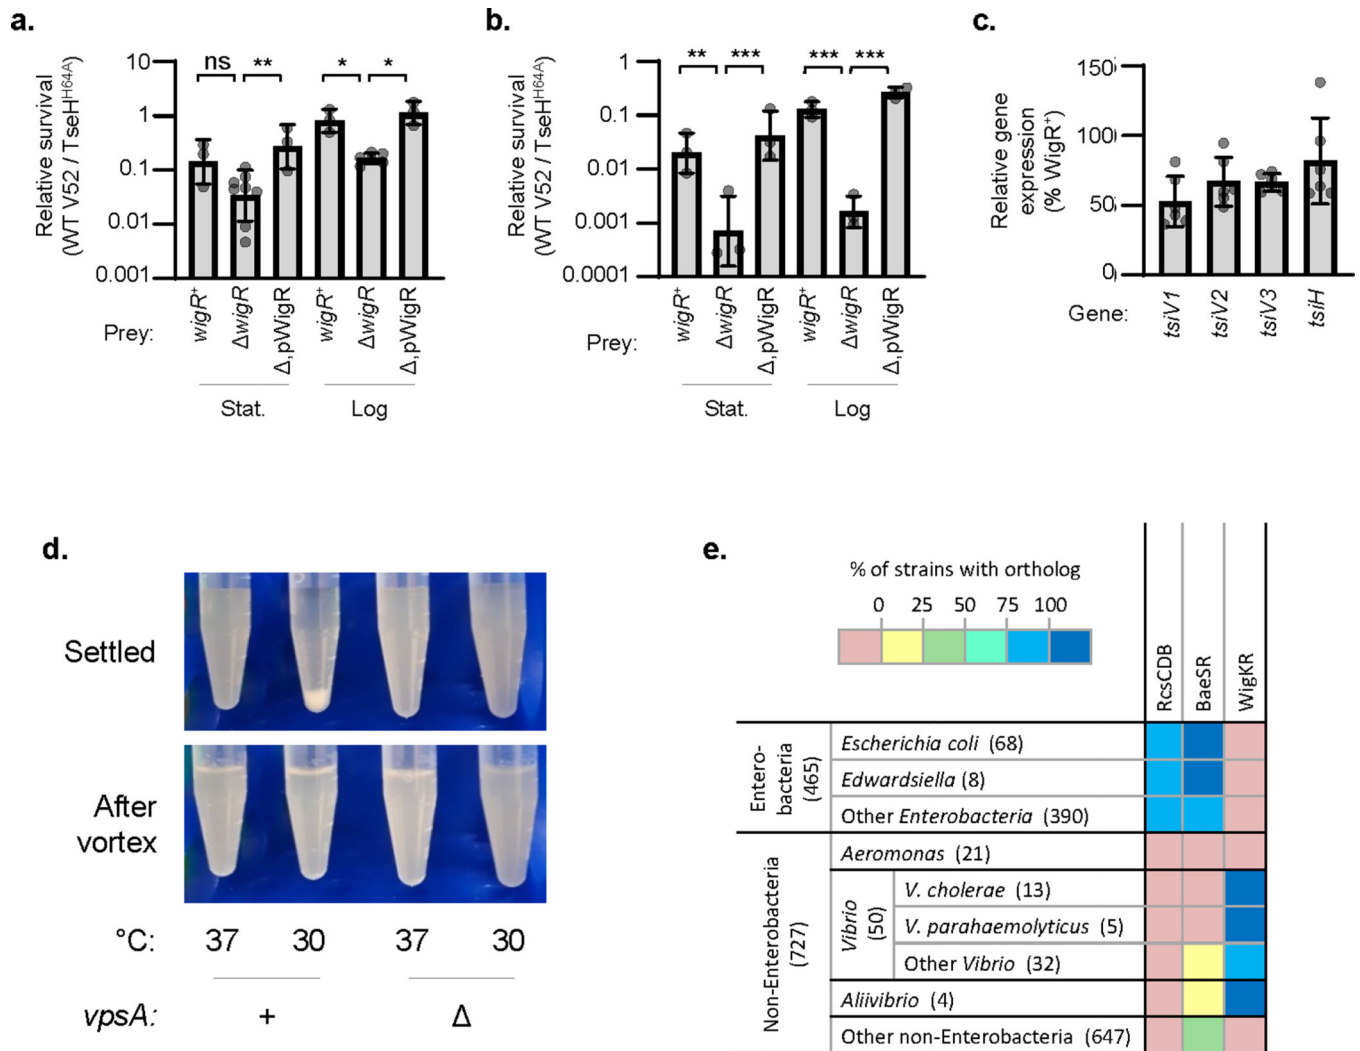 a.
Relative survival
(WT V52 / TseH^H64A)
10
1
0.1
0.01
0.001
ns
**
*
*
Prey:
wigR⁺
ΔwigR
Δ,pWigR
wigR⁺
ΔwigR
Δ,pWigR
Stat.
Log
b.
Relative survival
(WT V52 / TseH^H64A)
1
0.1
0.01
0.001
0.0001
**
***
***
***
Prey:
wigR⁺
ΔwigR
Δ,pWigR
wigR⁺
ΔwigR
Δ,pWigR
Stat.
Log
c.
Relative gene
expression
(% WigR⁺)
150
100
50
0
Gene:
tsiV1
tsiV2
tsiV3
tsiH
d.
Settled
After
vortex
°C:
37
30
37
30
vpsA:
+
Δ
e.
% of strains with ortholog
0 25 50 75 100
RcsCDB
BaeSR
WigKR
Entero-
bacteria
(465)
Escherichia coli (68)
Edwardsiella (8)
Other Enterobacteria (390)
Non-Enterobacteria
(727)
Aeromonas (21)
Vibrio
(50)
V. cholerae (13)
V. parahaemolyticus (5)
Other Vibrio (32)
Aliivibrio (4)
Other non-Enterobacteria (647)